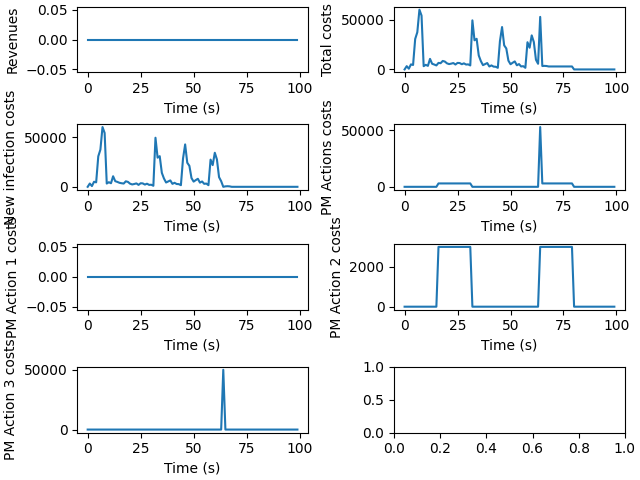 Revenues
0.05
0.00
−0.05
0 25 50 75 100
Time (s)
Total costs
50000
0
0 25 50 75 100
Time (s)
New infection costs
50000
0
0 25 50 75 100
Time (s)
PM Actions costs
50000
0
0 25 50 75 100
Time (s)
PM Action 1 costs
0.05
0.00
−0.05
0 25 50 75 100
Time (s)
PM Action 2 costs
2000
0
0 25 50 75 100
Time (s)
PM Action 3 costs
50000
0
0 25 50 75 100
Time (s)
1.0
0.5
0.0
0.0 0.2 0.4 0.6 0.8 1.0